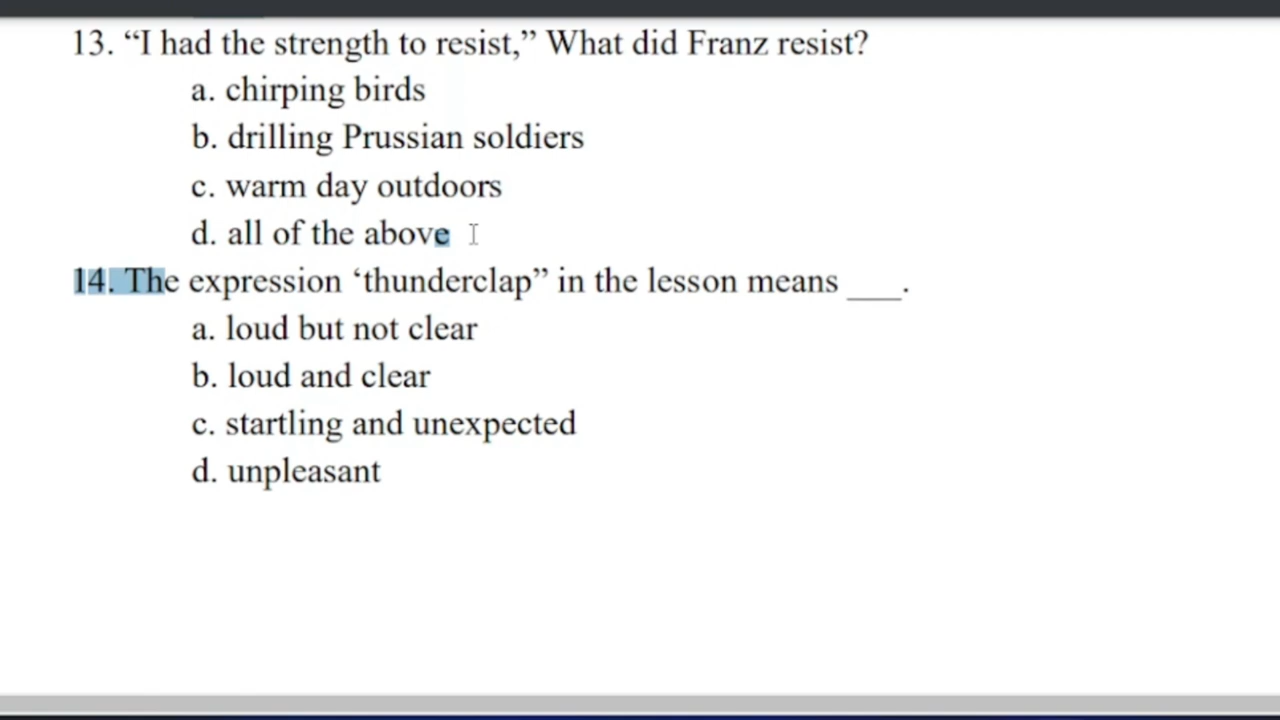 13. “I had the strength to resist,” What did Franz resist?
a. chirping birds
b. drilling Prussian soldiers
c. warm day outdoors
d. all of the above
14. The expression ‘thunderclap” in the lesson means ___.
a. loud but not clear
b. loud and clear
c. startling and unexpected
d. unpleasant